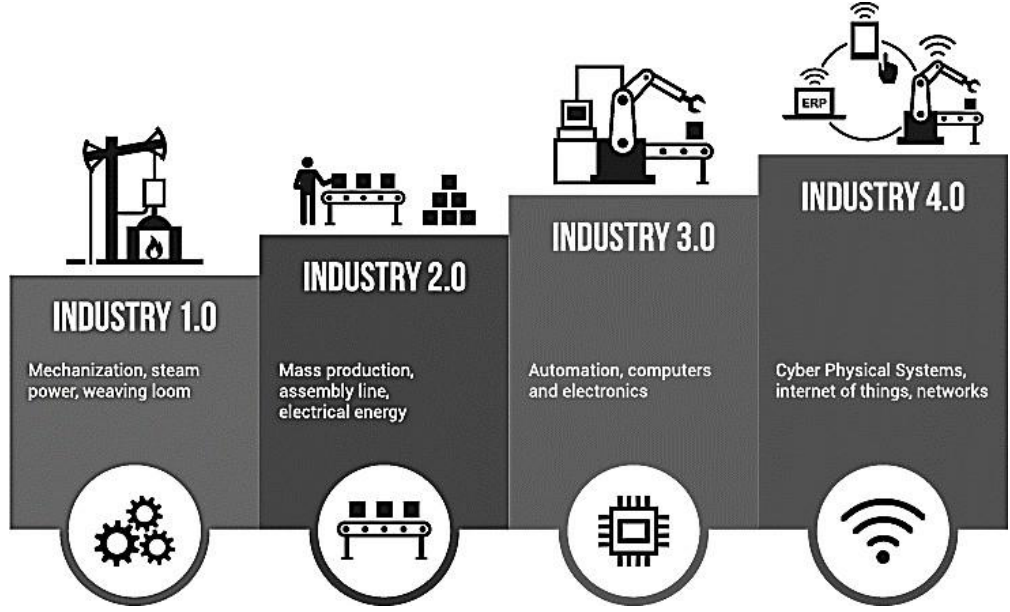 ERP
INDUSTRY 1.0
Mechanization, steam
power, weaving loom
INDUSTRY 2.0
Mass production,
assembly line,
electrical energy
INDUSTRY 3.0
Automation, computers
and electronics
INDUSTRY 4.0
Cyber Physical Systems,
internet of things, networks